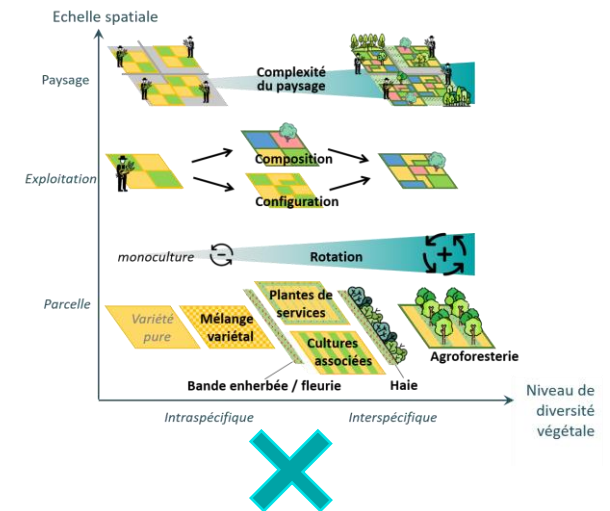 Echelle spatiale
Paysage
Complexité
du paysage
Exploitation
Composition
Configuration
monoculture
-
Rotation
+
Parcelle
Variété
pure
Mélange
variétal
Plantes de
services
Cultures
associées
Agroforesterie
Bande enherbée / fleurie
Haie
Niveau de
diversité
végétale
Intraspécifique
Interspécifique